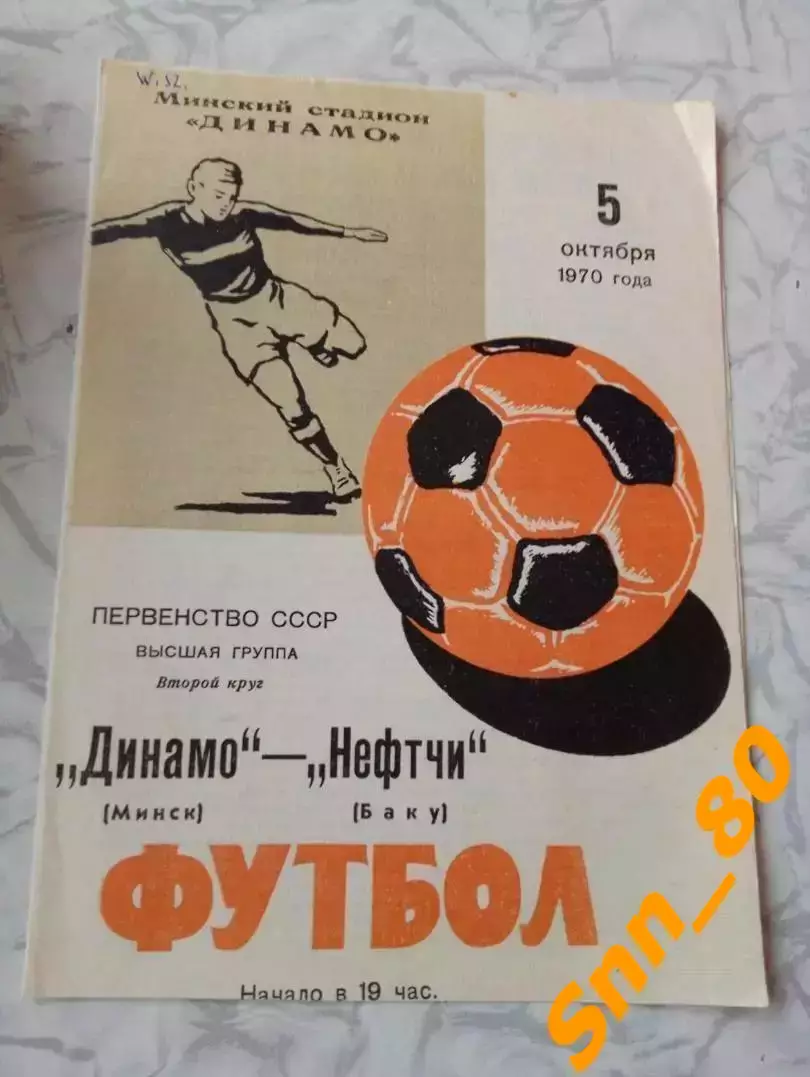 W. 52.
Минский стадион
«ДИНАМО»
5
октября
1970 года
ПЕРВЕНСТВО СССР
ВЫСШАЯ ГРУППА
Второй круг
„Динамо“—„Нефтчи“
(Минск) (Баку)
ФУТБОЛ
Начало в 19 час.
Snn_80